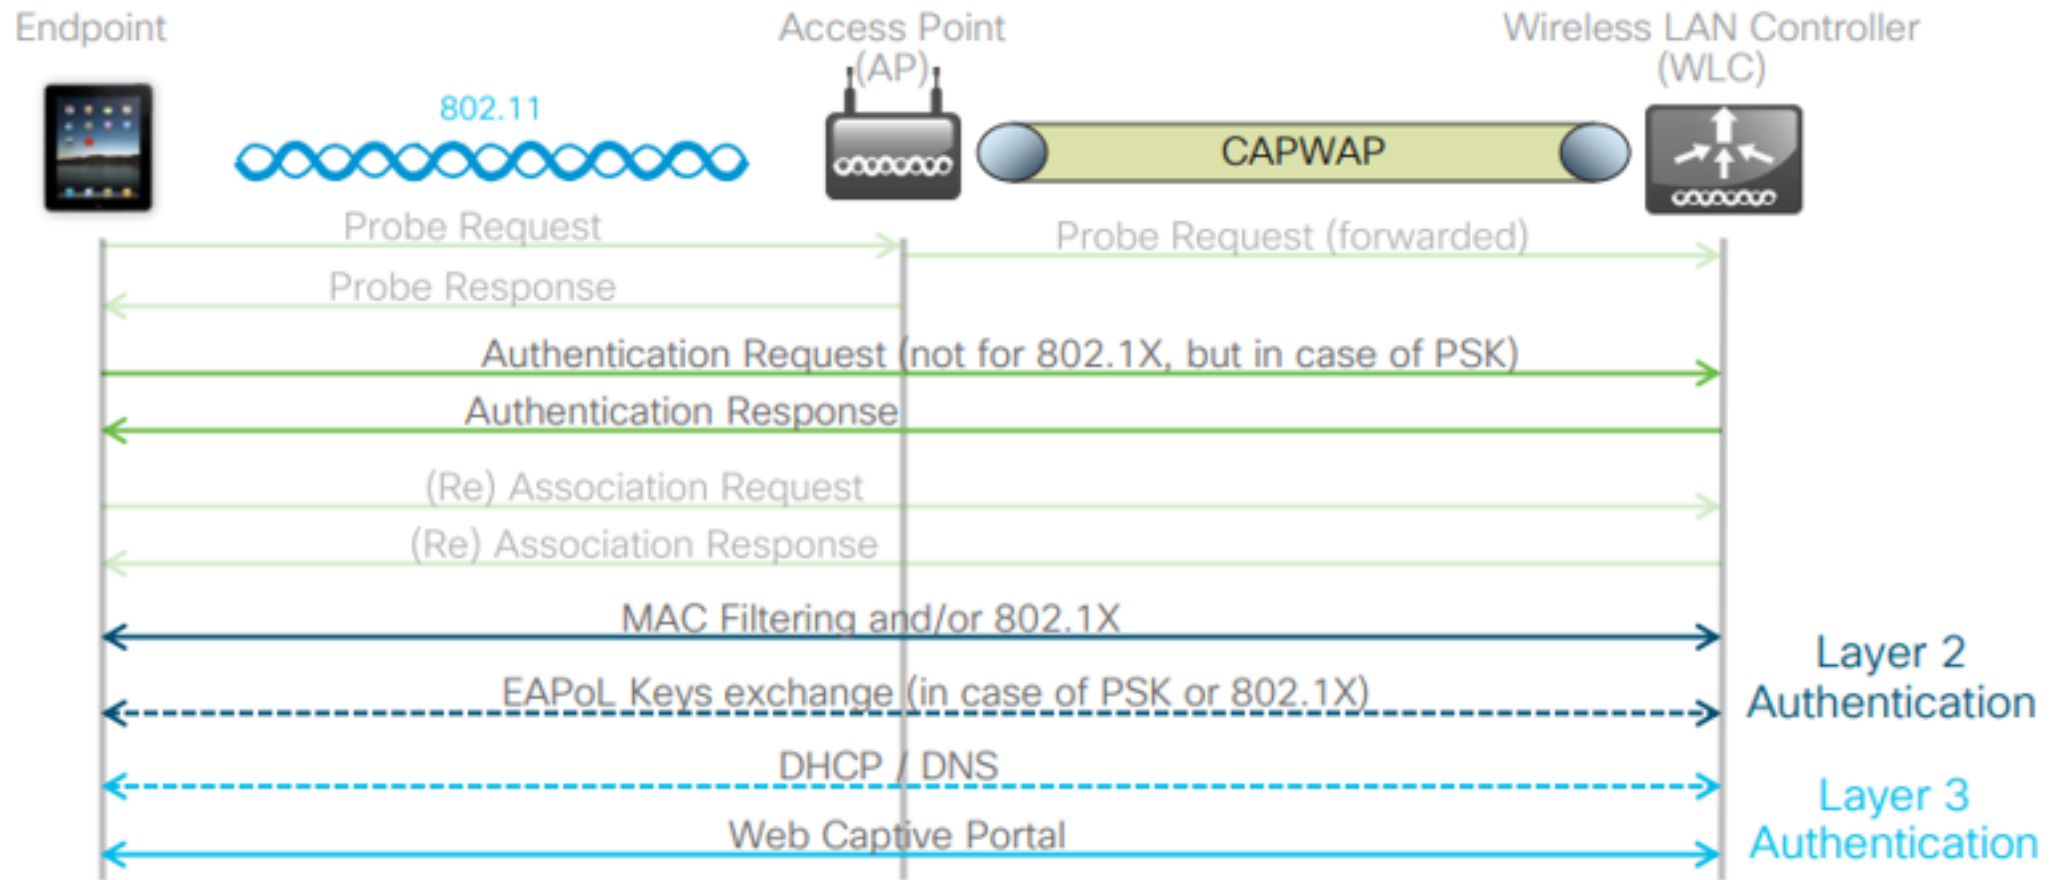 Endpoint
Access Point
(AP)
Wireless LAN Controller
(WLC)
802.11
CAPWAP
Probe Request
Probe Request (forwarded)
Probe Response
Authentication Request (not for 802.1X, but in case of PSK)
Authentication Response
(Re) Association Request
(Re) Association Response
MAC Filtering and/or 802.1X
Layer 2
Authentication
EAPoL Keys exchange (in case of PSK or 802.1X)
DHCP / DNS
Layer 3
Authentication
Web Captive Portal